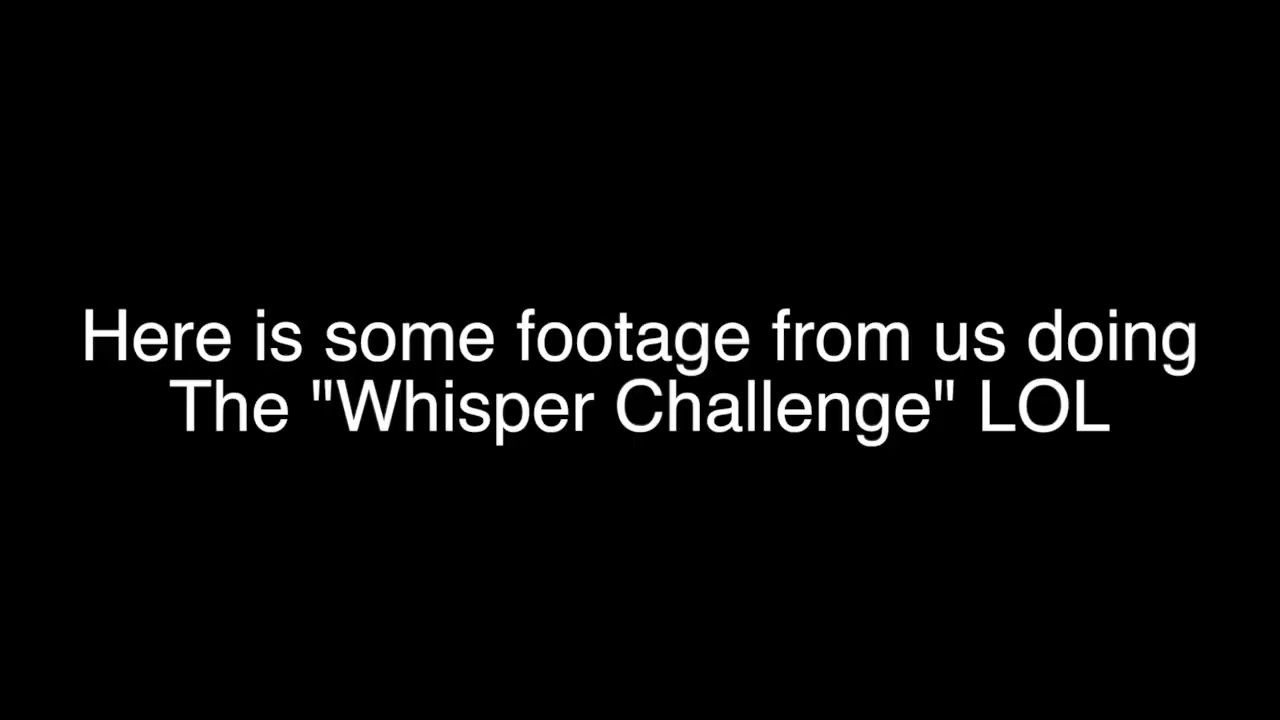 Here is some footage from us doing
The "Whisper Challenge" LOL